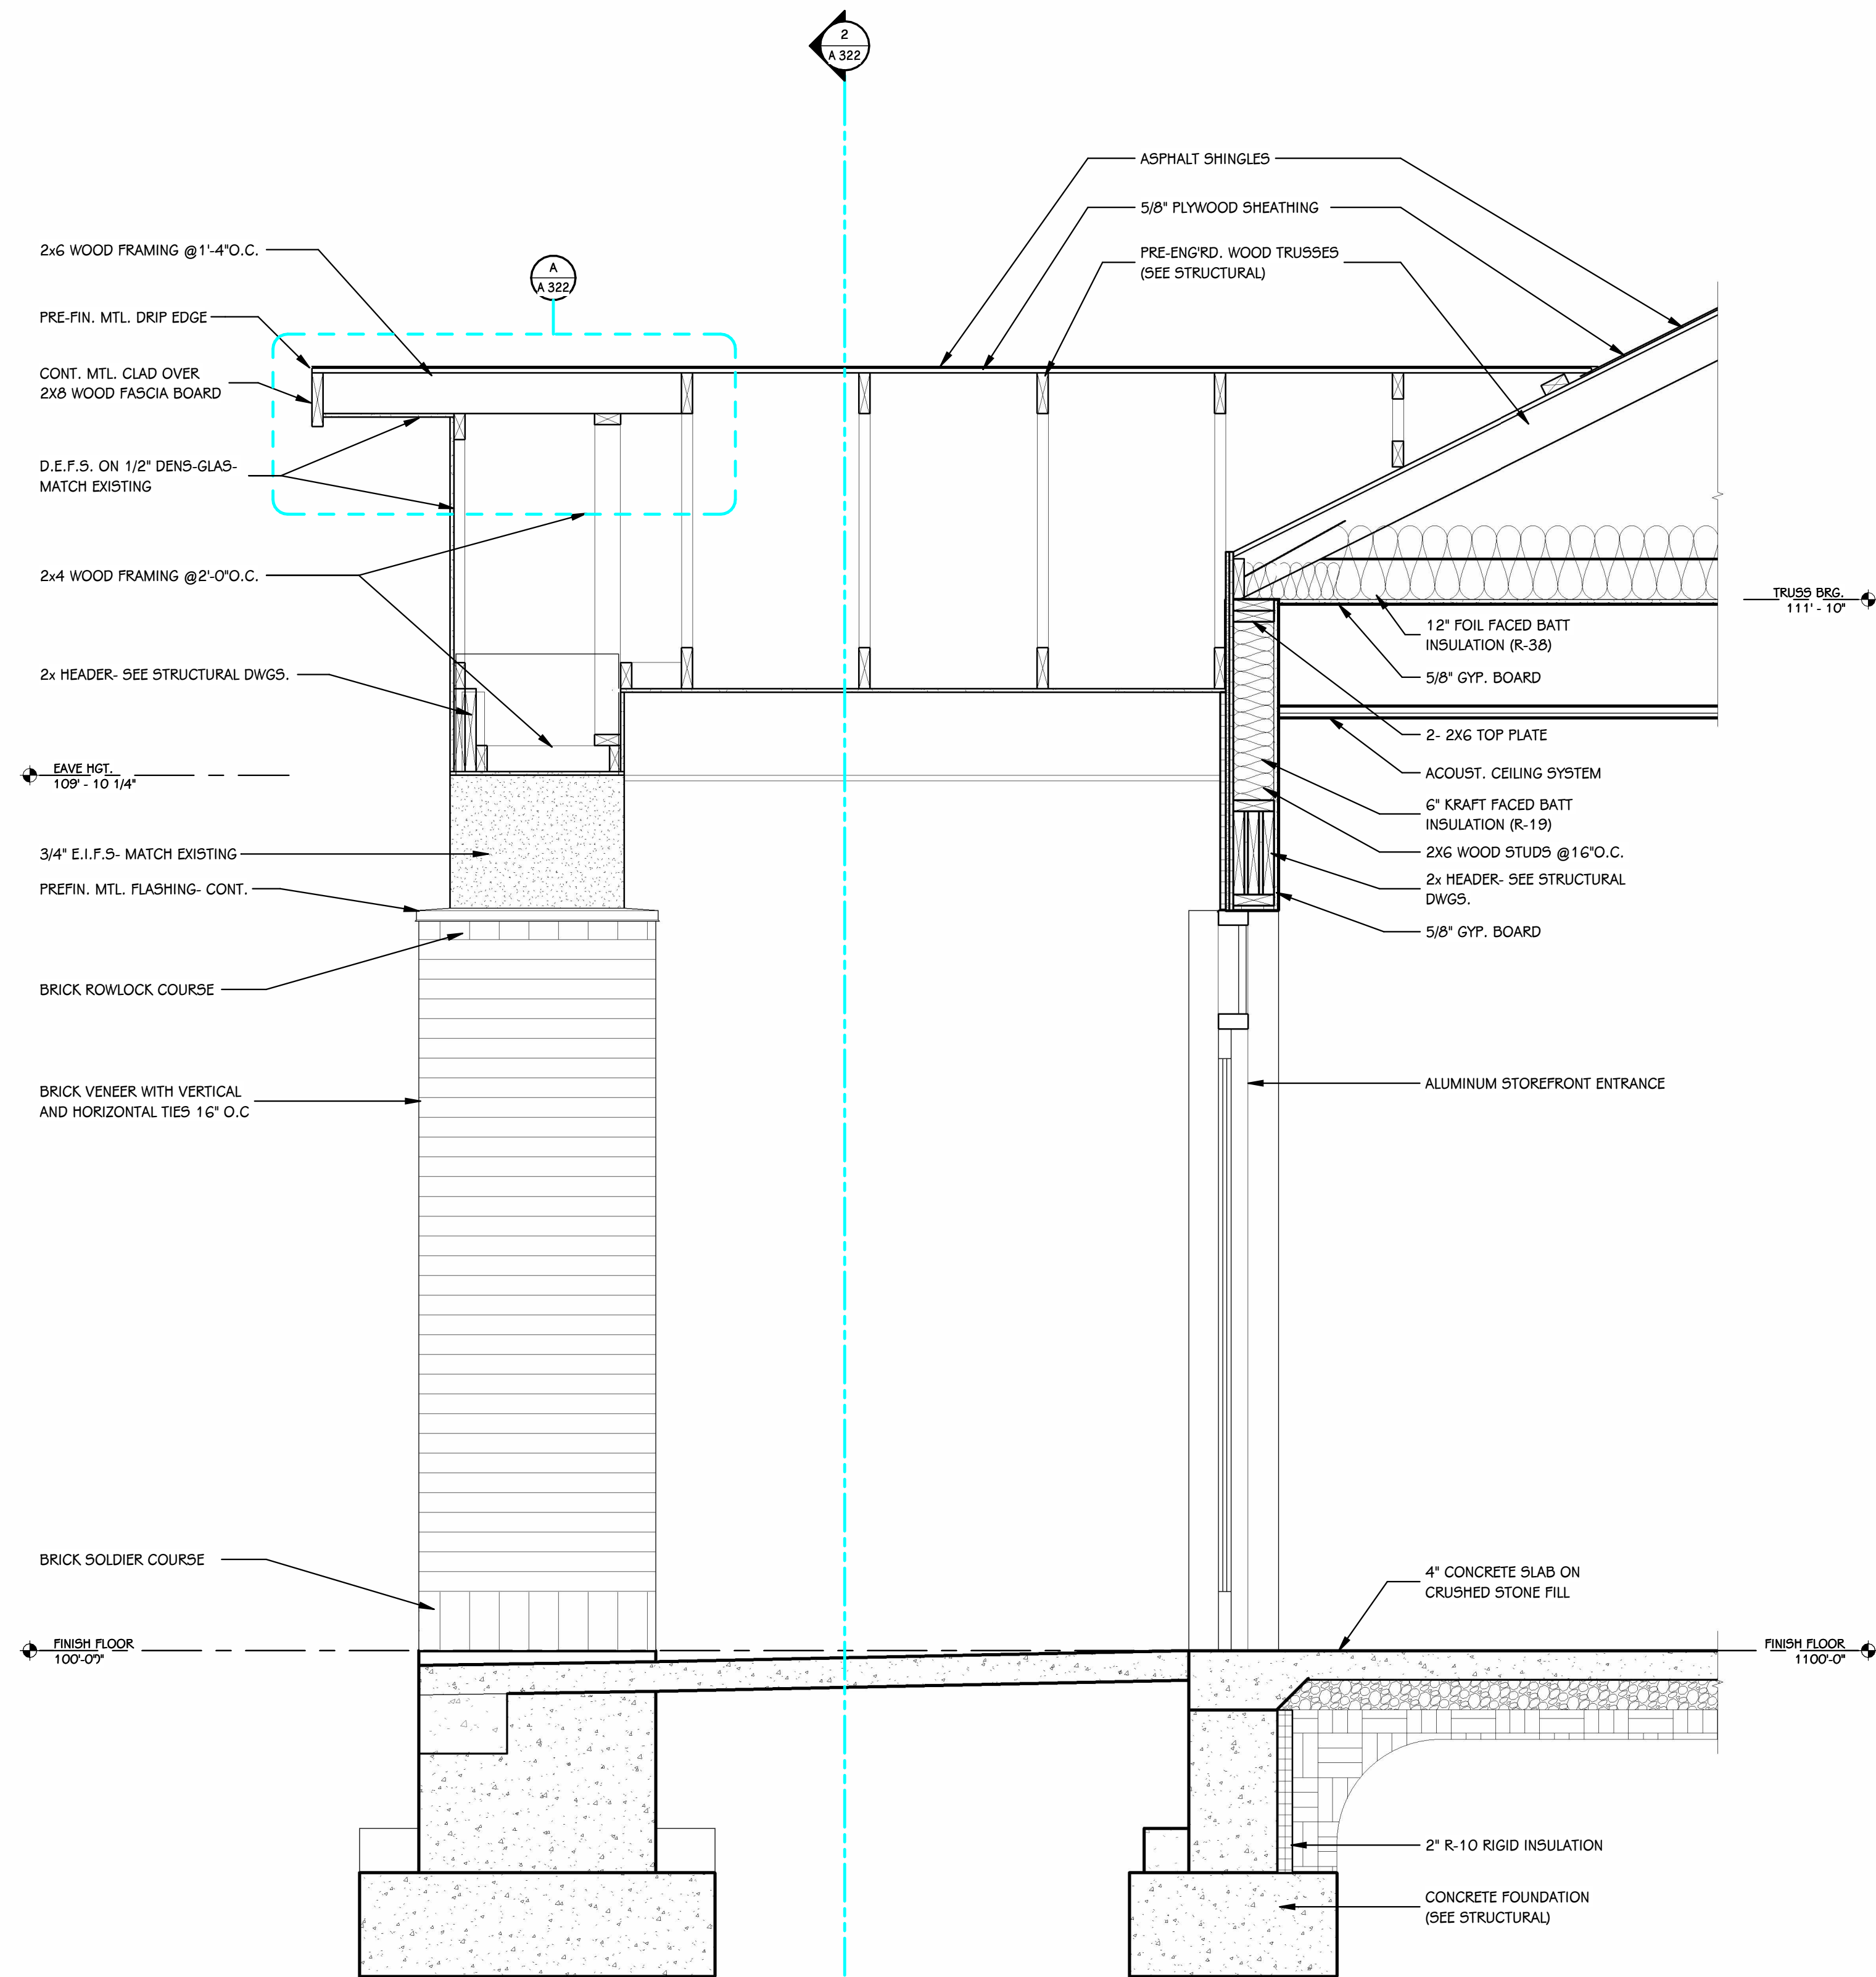 2
A 322
ASPHALT SHINGLES
5/8" PLYWOOD SHEATHING
PRE-ENG'RD. WOOD TRUSSES
(SEE STRUCTURAL)
2x6 WOOD FRAMING @1'-4"O.C.
A
A 322
PRE-FIN. MTL. DRIP EDGE
CONT. MTL. CLAD OVER
2X8 WOOD FASCIA BOARD
D.E.F.S. ON 1/2" DENS-GLAS-
MATCH EXISTING
2x4 WOOD FRAMING @2'-0"O.C.
2x HEADER- SEE STRUCTURAL DWGS.
EAVE HGT.
109' - 10 1/4"
3/4" E.I.F.S- MATCH EXISTING
PREFIN. MTL. FLASHING- CONT.
BRICK ROWLOCK COURSE
BRICK VENEER WITH VERTICAL
AND HORIZONTAL TIES 16" O.C
BRICK SOLDIER COURSE
FINISH FLOOR
100'-0")"
TRUSS BRG.
111' - 10"
12" FOIL FACED BATT
INSULATION (R-38)
5/8" GYP. BOARD
2- 2X6 TOP PLATE
ACOUST. CEILING SYSTEM
6" KRAFT FACED BATT
INSULATION (R-19)
2X6 WOOD STUDS @16"O.C.
2x HEADER- SEE STRUCTURAL
DWGS.
5/8" GYP. BOARD
ALUMINUM STOREFRONT ENTRANCE
4" CONCRETE SLAB ON
CRUSHED STONE FILL
FINISH FLOOR
1100'-0"
2" R-10 RIGID INSULATION
CONCRETE FOUNDATION
(SEE STRUCTURAL)